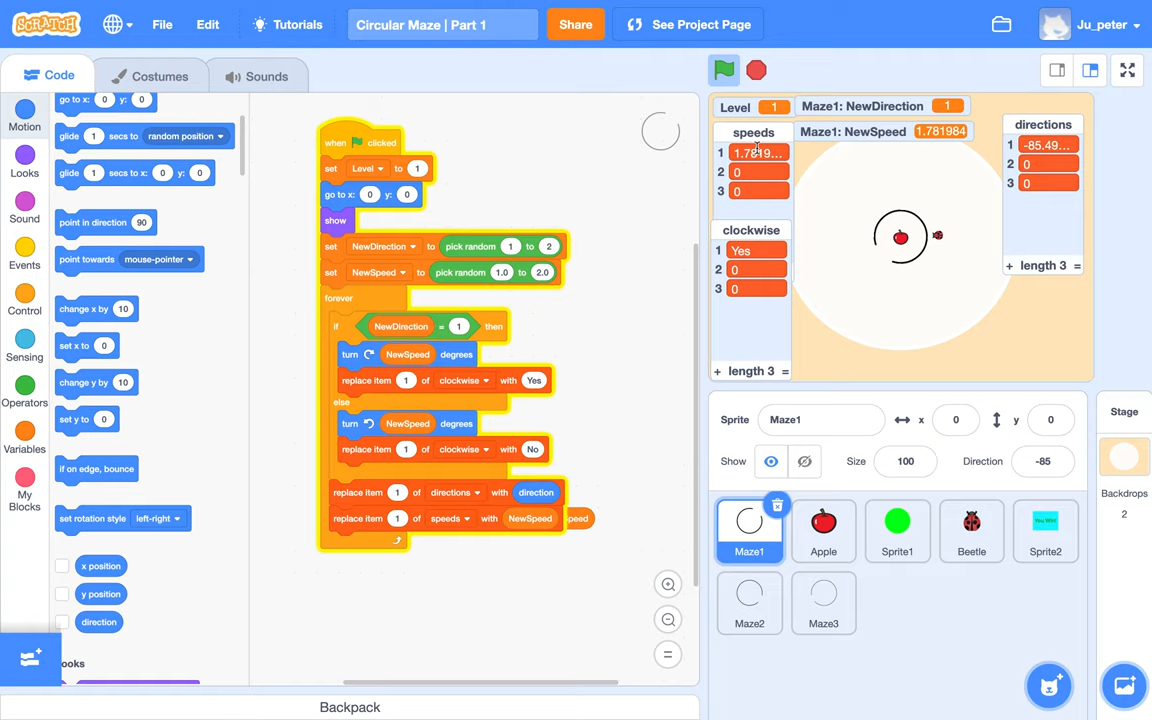 SCRATCH File Edit Tutorials Circular Maze | Part 1 Share See Project Page Ju_peter
Code Costumes Sounds
Motion
Looks
Sound
Events
Control
Sensing
Operators
Variables
My
Blocks
go to x: 0 y: 0
glide 1 secs to random position
glide 1 secs to x: 0 y: 0
point in direction 90
point towards mouse-pointer
change x by 10
set x to 0
change y by 10
set y to 0
if on edge, bounce
set rotation style left-right
x position
y position
direction
ooks
when clicked
set Level to 1
go to x: 0 y: 0
show
set NewDirection to pick random 1 to 2
set NewSpeed to pick random 1.0 to 2.0
forever
if NewDirection = 1 then
turn NewSpeed degrees
replace item 1 of clockwise with Yes
else
turn NewSpeed degrees
replace item 1 of clockwise with No
replace item 1 of directions with direction
replace item 1 of speeds with NewSpeed peed
Backpack
Level 1 Maze1: NewDirection 1
Maze1: NewSpeed 1.781984
speeds
1 1.7819...
2 0
3 0
clockwise
1 Yes
2 0
3 0
+ length 3 =
directions
1 -85.49...
2 0
3 0
+ length 3 =
Sprite Maze1 x 0 y 0
Show Size 100 Direction -85
Maze1 Apple Sprite1 Beetle You Win! Sprite2
Maze2 Maze3
Stage
Backdrops
2